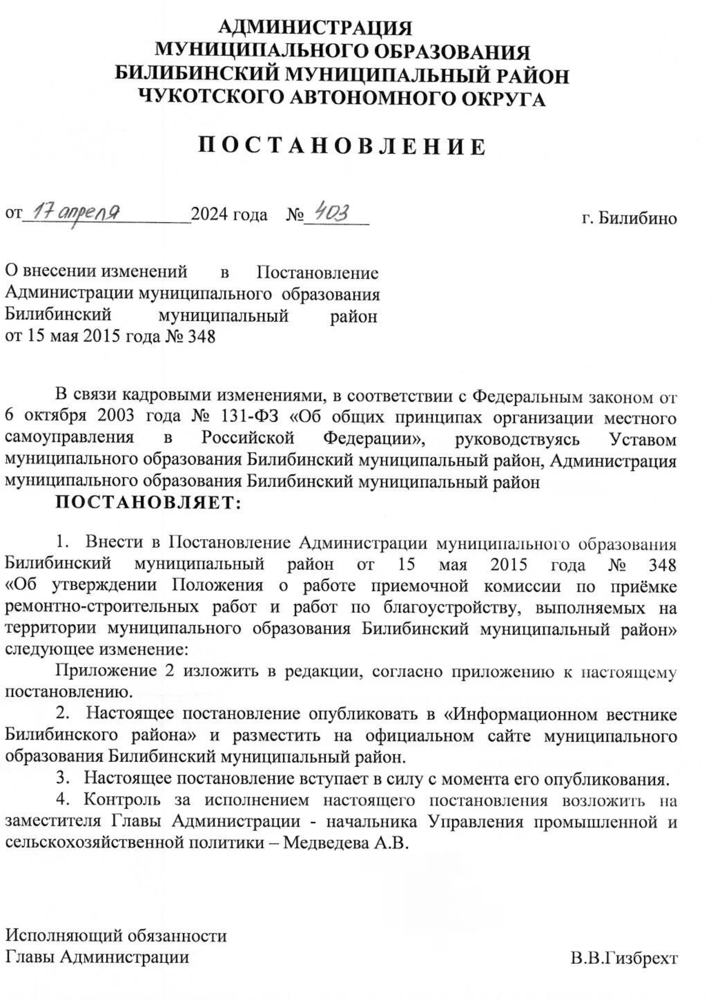 АДМИНИСТРАЦИЯ
МУНИЦИПАЛЬНОГО ОБРАЗОВАНИЯ
БИЛИБИНСКИЙ МУНИЦИПАЛЬНЫЙ РАЙОН
ЧУКОТСКОГО АВТОНОМНОГО ОКРУГА
П О С Т А Н О В Л Е Н И Е
от 17 апреля 2024 года № 403 г. Билибино
О внесении изменений в Постановление
Администрации муниципального образования
Билибинский муниципальный район
от 15 мая 2015 года № 348
В связи кадровыми изменениями, в соответствии с Федеральным законом от
6 октября 2003 года № 131-ФЗ «Об общих принципах организации местного
самоуправления в Российской Федерации», руководствуясь Уставом
муниципального образования Билибинский муниципальный район, Администрация
муниципального образования Билибинский муниципальный район
ПОСТАНОВЛЯЕТ:
1. Внести в Постановление Администрации муниципального образования
Билибинский муниципальный район от 15 мая 2015 года № 348
«Об утверждении Положения о работе приемочной комиссии по приёмке
ремонтно-строительных работ и работ по благоустройству, выполняемых на
территории муниципального образования Билибинский муниципальный район»
следующее изменение:
Приложение 2 изложить в редакции, согласно приложению к настоящему
постановлению.
2. Настоящее постановление опубликовать в «Информационном вестнике
Билибинского района» и разместить на официальном сайте муниципального
образования Билибинский муниципальный район.
3. Настоящее постановление вступает в силу с момента его опубликования.
4. Контроль за исполнением настоящего постановления возложить на
заместителя Главы Администрации - начальника Управления промышленной и
сельскохозяйственной политики – Медведева А.В.
Исполняющий обязанности
Главы Администрации В.В.Гизбрехт